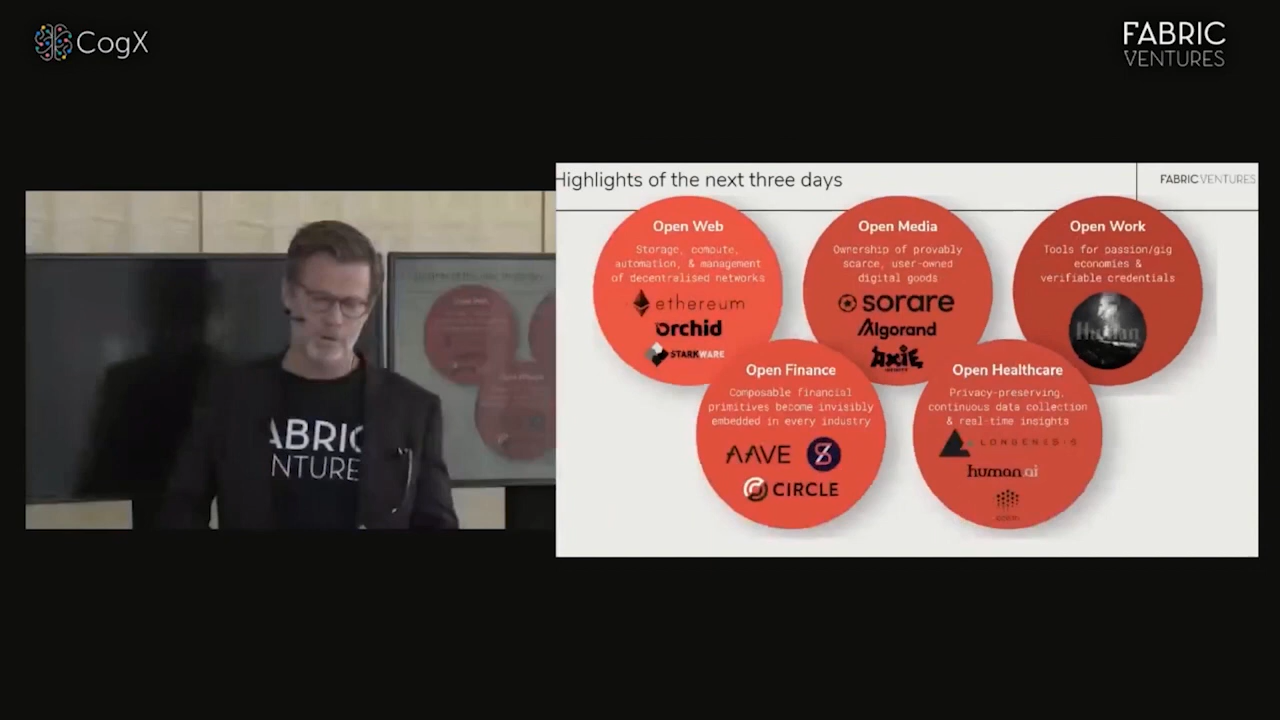 CogX
FABRIC
VENTURES
Highlights of the next three days
FABRIC VENTURES
Open Web
Storage, compute,
automation, & management
of decentralised networks
ethereum
orchid
STARKWARE
Open Media
Ownership of provably
scarce, user-owned
digital goods
sorare
Algorand
AXIE
INFINITY
Open Work
Tools for passion/gig
economies &
verifiable credentials
Human
Open Finance
Composable financial
primitives become invisibly
embedded in every industry
AAVE
CIRCLE
Open Healthcare
Privacy-preserving,
continuous data collection
& real-time insights
LONGENESIS
human.ai
ABRIC
NTURE